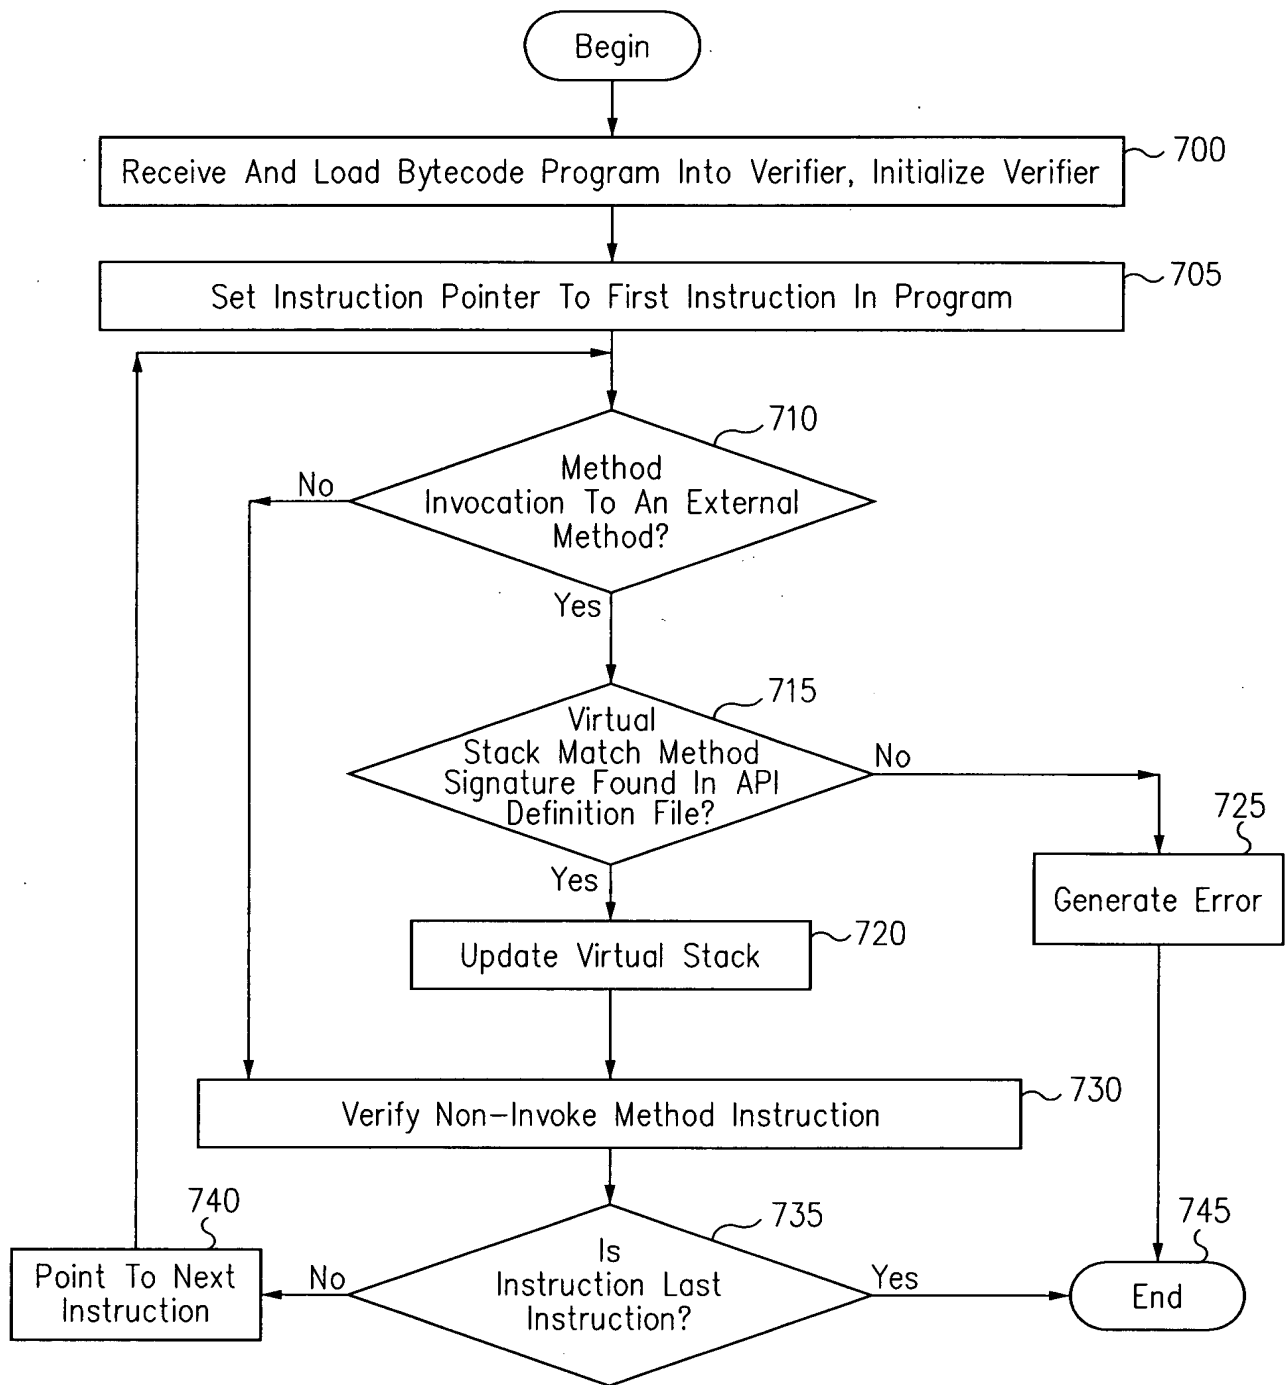 Begin
Receive And Load Bytecode Program Into Verifier, Initialize Verifier
700
Set Instruction Pointer To First Instruction In Program
705
710
Method
Invocation To An External
Method?
No
Yes
715
Virtual
Stack Match Method
Signature Found In API
Definition File?
No
Yes
725
Generate Error
Update Virtual Stack
720
Verify Non-Invoke Method Instruction
730
735
Is
Instruction Last
Instruction?
No
Yes
740
Point To Next
Instruction
745
End